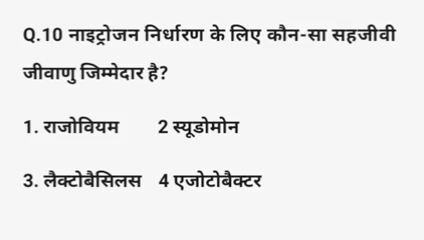 Q.10 नाइट्रोजन निर्धारण के लिए कौन-सा सहजीवी
जीवाणु जिम्मेदार है?
1. राजोवियम 2 स्यूडोमोन
3. लैक्टोबैसिलस 4 एजोटोबैक्टर